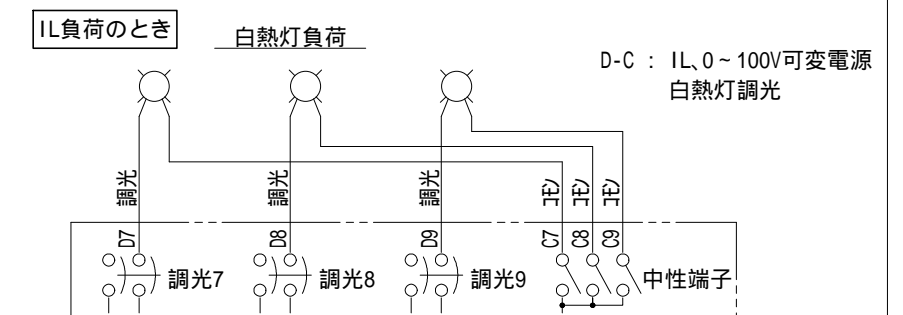 IL負荷のとき
白熱灯負荷
D-C : IL、0~100V可変電源
白熱灯調光
調光
調光
調光
コモン
コモン
コモン
D7
D8
D9
C7
C8
C9
調光7
調光8
調光9
中性端子